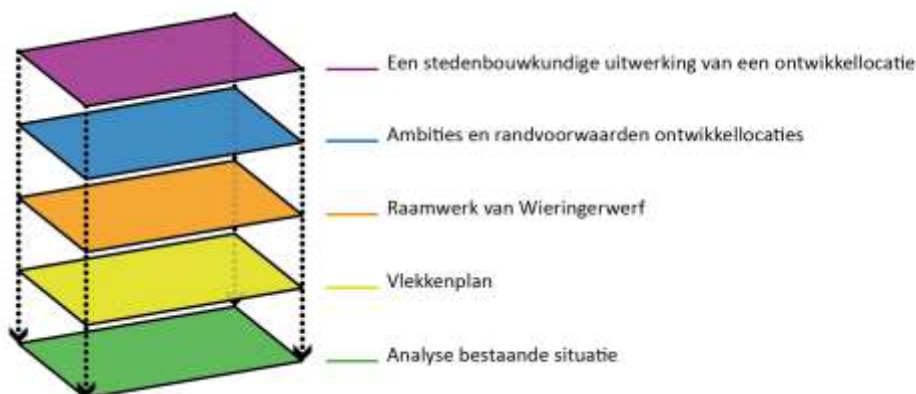 Een stedenbouwkundige uitwerking van een ontwikkellocatie
Ambities en randvoorwaarden ontwikkellocaties
Raamwerk van Wieringerwerf
Vlekkenplan
Analyse bestaande situatie